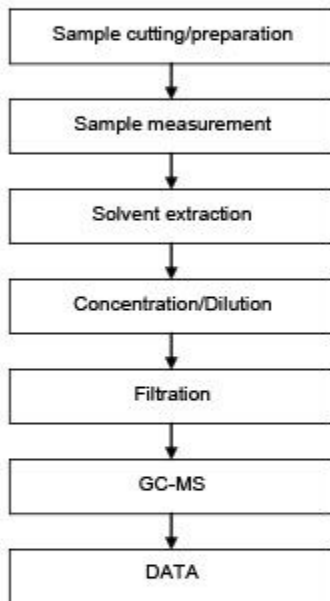 Sample cutting/preparation
Sample measurement
Solvent extraction
Concentration/Dilution
Filtration
GC-MS
DATA